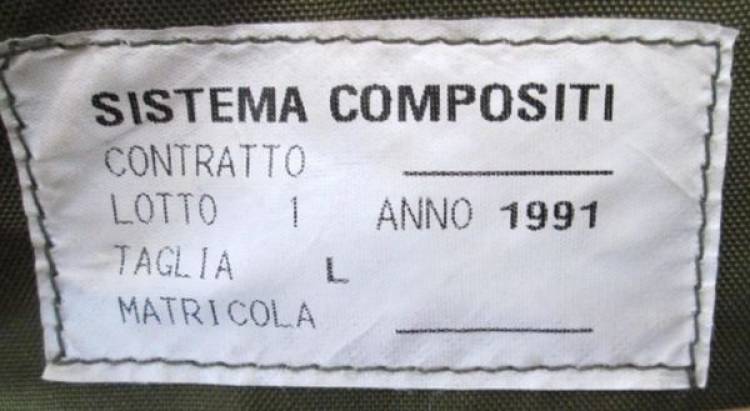 SISTEMA COMPOSITI
CONTRATTO
LOTTO 1 ANNO 1991
TAGLIA L
MATRICOLA